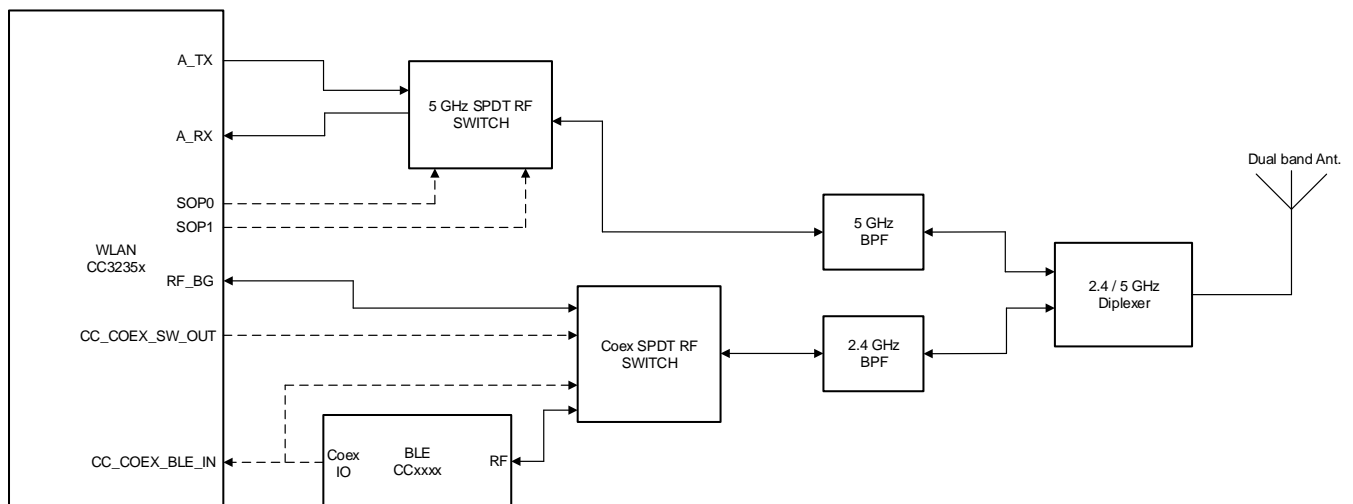 A_TX
5 GHz SPDT RF
SWITCH
A_RX
Dual band Ant.
SOP0
SOP1
5 GHz
BPF
WLAN
CC3235x
RF_BG
2.4 / 5 GHz
Diplexer
CC_COEX_SW_OUT
Coex SPDT RF
SWITCH
2.4 GHz
BPF
CC_COEX_BLE_IN
Coex
IO
BLE
CCxxxx
RF